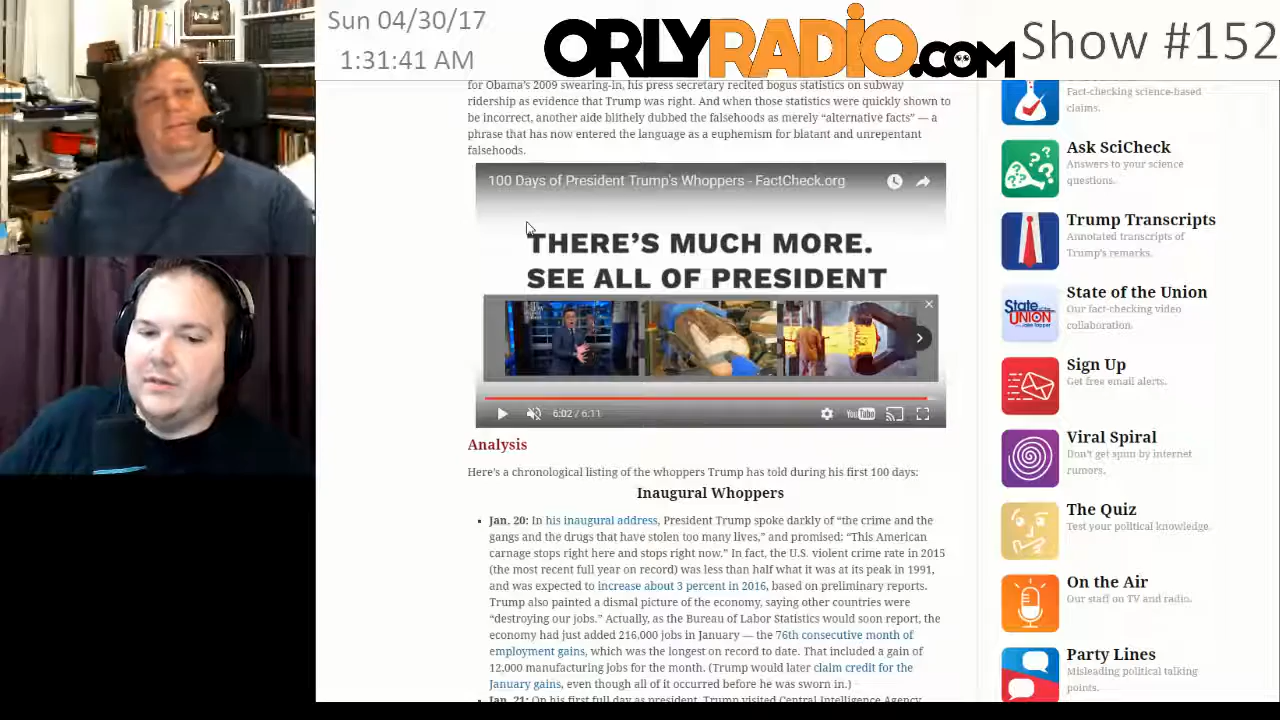 Sun 04/30/17
1:31:41 AM
ORLYRADIO.COM
Show #152
for Obama's 2009 swearing-in, his press secretary recited bogus statistics on subway
ridership as evidence that Trump was right. And when those statistics were quickly shown to
be incorrect, another aide blithely dubbed the falsehoods as merely “alternative facts” — a
phrase that has now entered the language as a euphemism for blatant and unrepentant
falsehoods.
100 Days of President Trump's Whoppers - FactCheck.org
THERE'S MUCH MORE.
SEE ALL OF PRESIDENT
6:02 / 6:11
YouTube
Analysis
Here's a chronological listing of the whoppers Trump has told during his first 100 days:
Inaugural Whoppers
Jan. 20: In his inaugural address, President Trump spoke darkly of “the crime and the
gangs and the drugs that have stolen too many lives,” and promised: “This American
carnage stops right here and stops right now.” In fact, the U.S. violent crime rate in 2015
(the most recent full year on record) was less than half what it was at its peak in 1991,
and was expected to increase about 3 percent in 2016, based on preliminary reports.
Trump also painted a dismal picture of the economy, saying other countries were
“destroying our jobs.” Actually, as the Bureau of Labor Statistics would soon report, the
economy had just added 216,000 jobs in January — the 76th consecutive month of
employment gains, which was the longest on record to date. That included a gain of
12,000 manufacturing jobs for the month. (Trump would later claim credit for the
January gains, even though all of it occurred before he was sworn in.)
Jan. 21: On his first full day as president, Trump visited Central Intelligence Agency
Fact-checking science-based
claims.
Ask SciCheck
Answers to your science
questions.
Trump Transcripts
Annotated transcripts of
Trump's remarks.
State of the Union
Our fact-checking video
collaboration.
State
of the
UNION
Sign Up
Get free email alerts.
Viral Spiral
Don't get spun by internet
rumors.
The Quiz
Test your political knowledge.
On the Air
Our staff on TV and radio.
Party Lines
Misleading political talking
points.